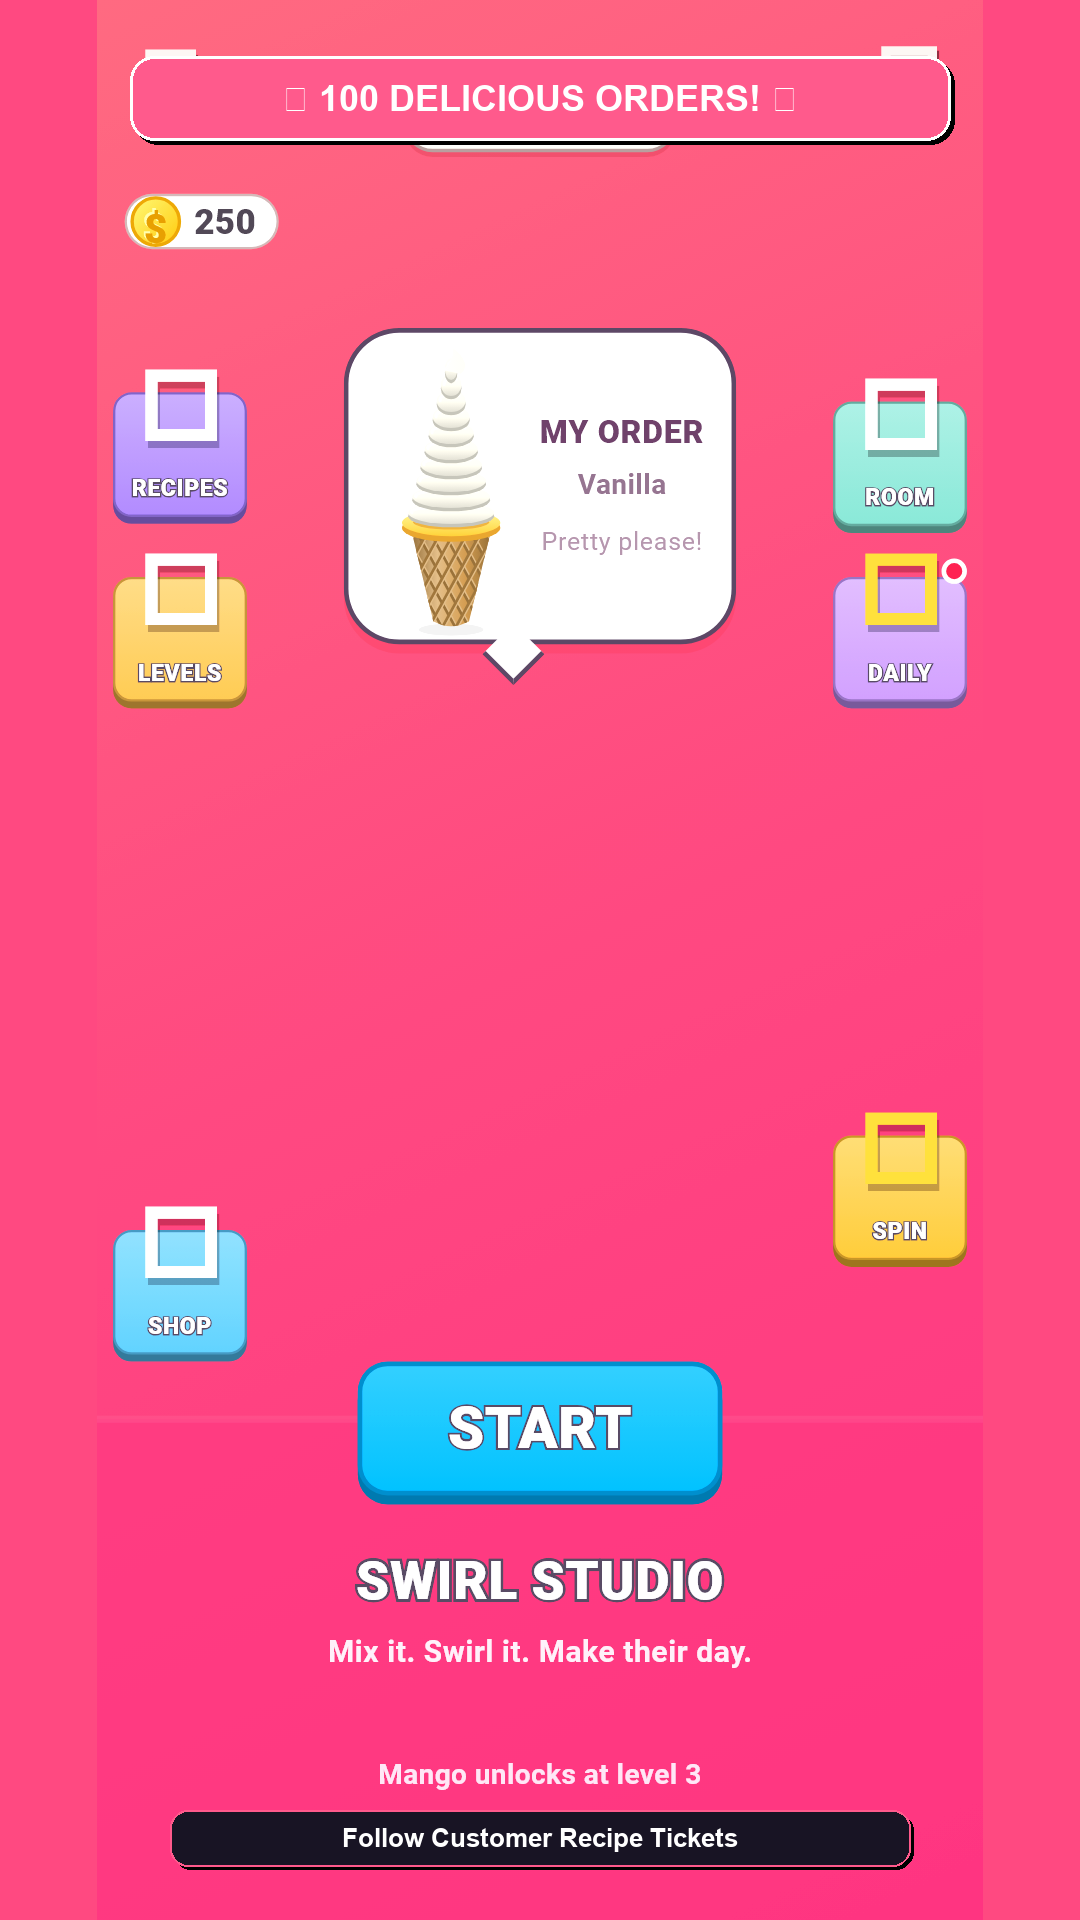 100 DELICIOUS ORDERS!
250
MY ORDER
Vanilla
Pretty please!
RECIPES
ROOM
LEVELS
DAILY
SPIN
SHOP
START
SWIRL STUDIO
Mix it. Swirl it. Make their day.
Mango unlocks at level 3
Follow Customer Recipe Tickets